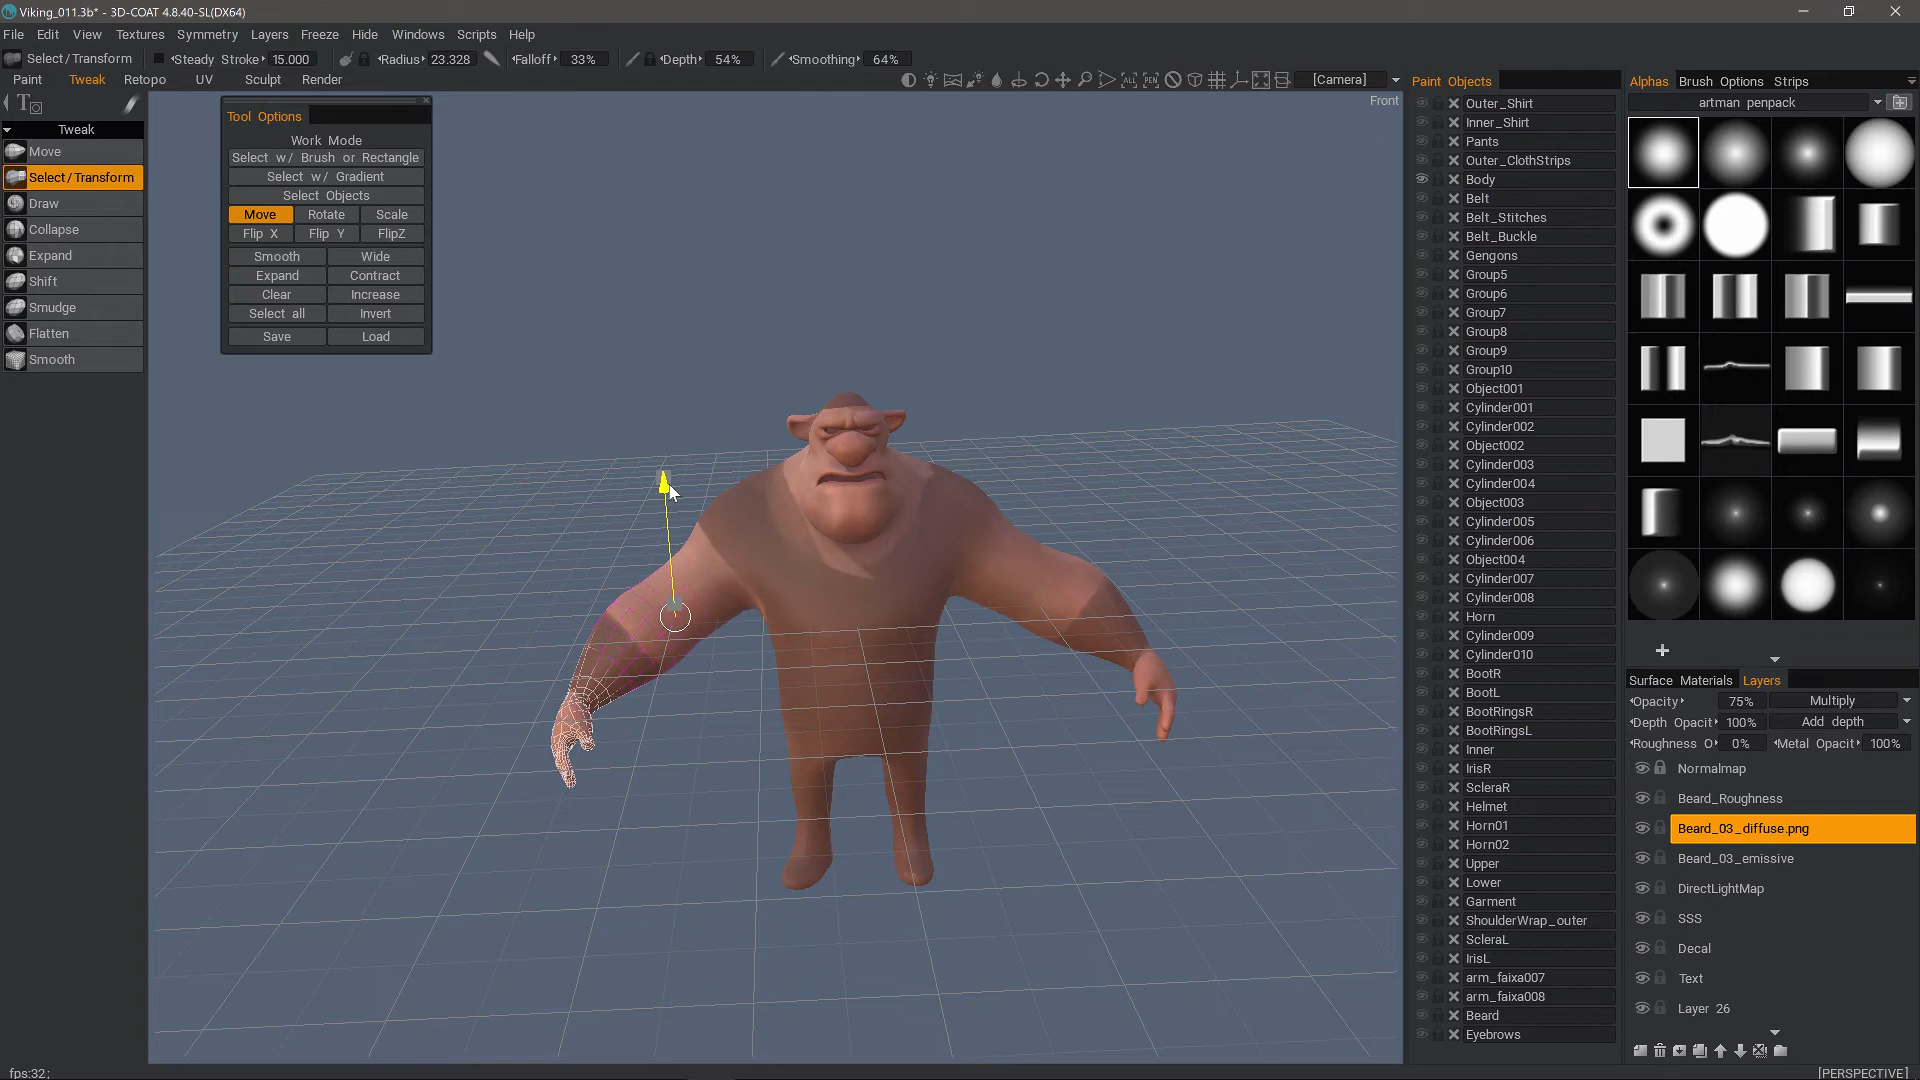 Viking_011.3b* - 3D-COAT 4.8.40-SL(DX64)
File Edit View Textures Symmetry Layers Freeze Hide Windows Scripts Help
Select/Transform Steady Stroke 15.000 Radius 23.328 Falloff 33% Depth 54% Smoothing 64%
Paint Tweak Retopo UV Sculpt Render ALL PEN [Camera]
Front
Tweak
Move
Select/Transform
Draw
Collapse
Expand
Shift
Smudge
Flatten
Smooth
Tool Options
Work Mode
Select w/ Brush or Rectangle
Select w/ Gradient
Select Objects
Move Rotate Scale
Flip X Flip Y FlipZ
Smooth Wide
Expand Contract
Clear Increase
Select all Invert
Save Load
Paint Objects
Outer_Shirt
Inner_Shirt
Pants
Outer_ClothStrips
Body
Belt
Belt_Stitches
Belt_Buckle
Gengons
Group5
Group6
Group7
Group8
Group9
Group10
Object001
Cylinder001
Cylinder002
Object002
Cylinder003
Cylinder004
Object003
Cylinder005
Cylinder006
Object004
Cylinder007
Cylinder008
Horn
Cylinder009
Cylinder010
BootR
BootL
BootRingsR
BootRingsL
Inner
IrisR
ScleraR
Helmet
Horn01
Horn02
Upper
Lower
Garment
ShoulderWrap_outer
ScleraL
IrisL
arm_faixa007
arm_faixa008
Beard
Eyebrows
Alphas Brush Options Strips
artman penpack
Surface Materials Layers
Opacity 75% Multiply
Depth Opacit 100% Add depth
Roughness O 0% Metal Opacit 100%
Normalmap
Beard_Roughness
Beard_03_diffuse.png
Beard_03_emissive
DirectLightMap
SSS
Decal
Text
Layer 26
fps:32;
[PERSPECTIVE]